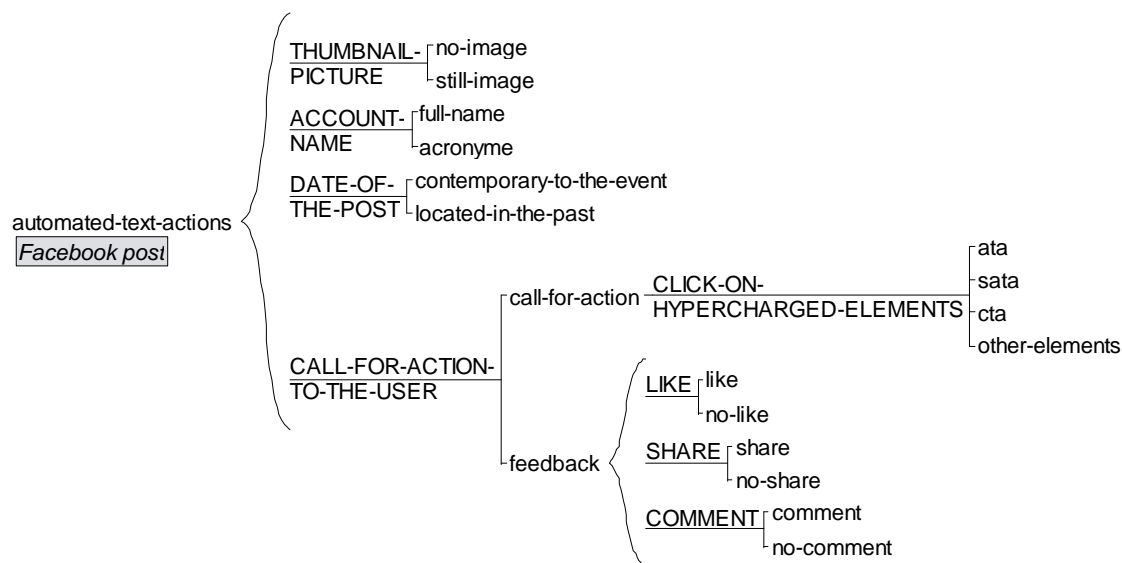 THUMBNAIL-
PICTURE
no-image
still-image
ACCOUNT-
NAME
full-name
acronyme
DATE-OF-
THE-POST
contemporary-to-the-event
located-in-the-past
automated-text-actions
Facebook post
CALL-FOR-ACTION-
TO-THE-USER
call-for-action
CLICK-ON-
HYPERCHARGED-ELEMENTS
ata
sata
cta
other-elements
feedback
LIKE
like
no-like
SHARE
share
no-share
COMMENT
comment
no-comment